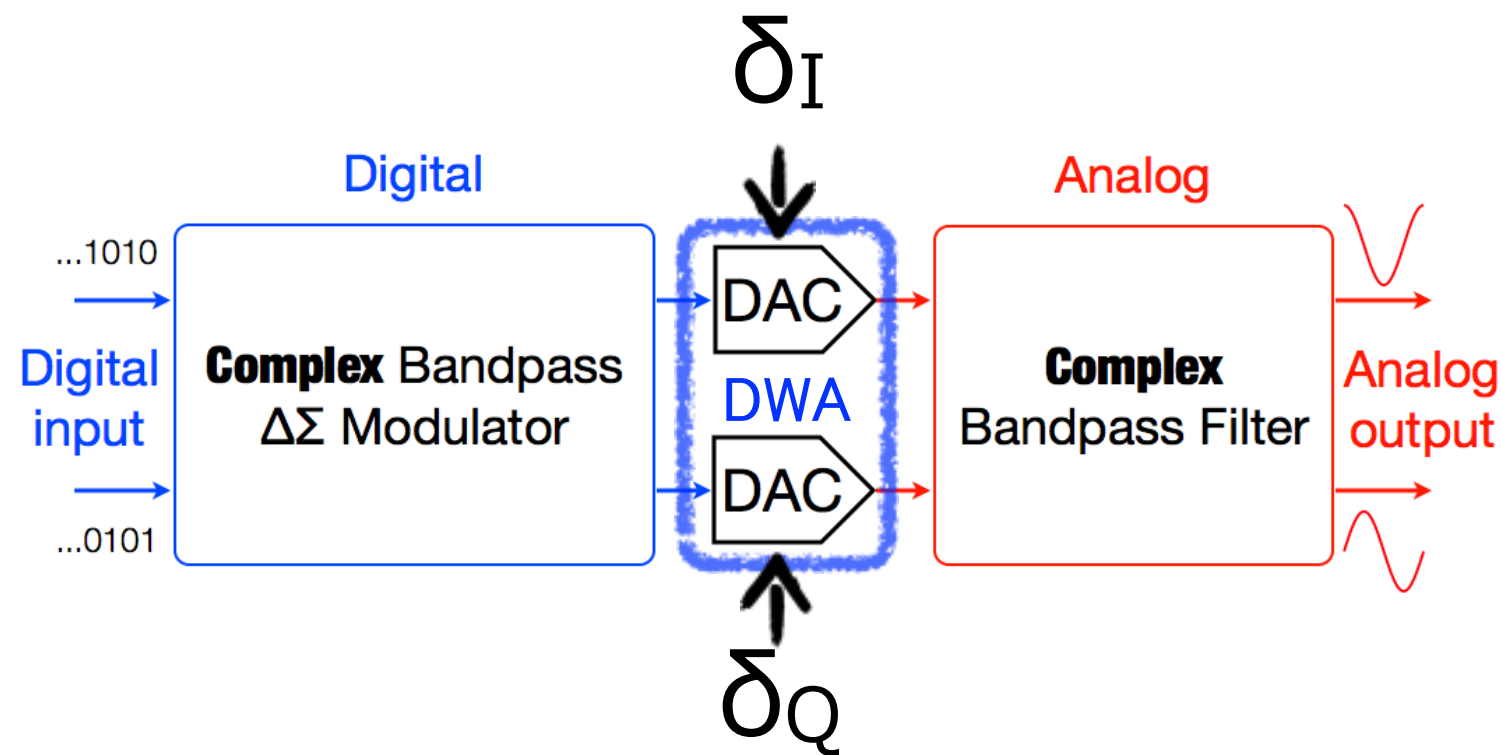 δI
Digital
Analog
...1010
DAC
Digital
input
Complex Bandpass
ΔΣ Modulator
DWA
Complex
Bandpass Filter
Analog
output
DAC
...0101
δQ